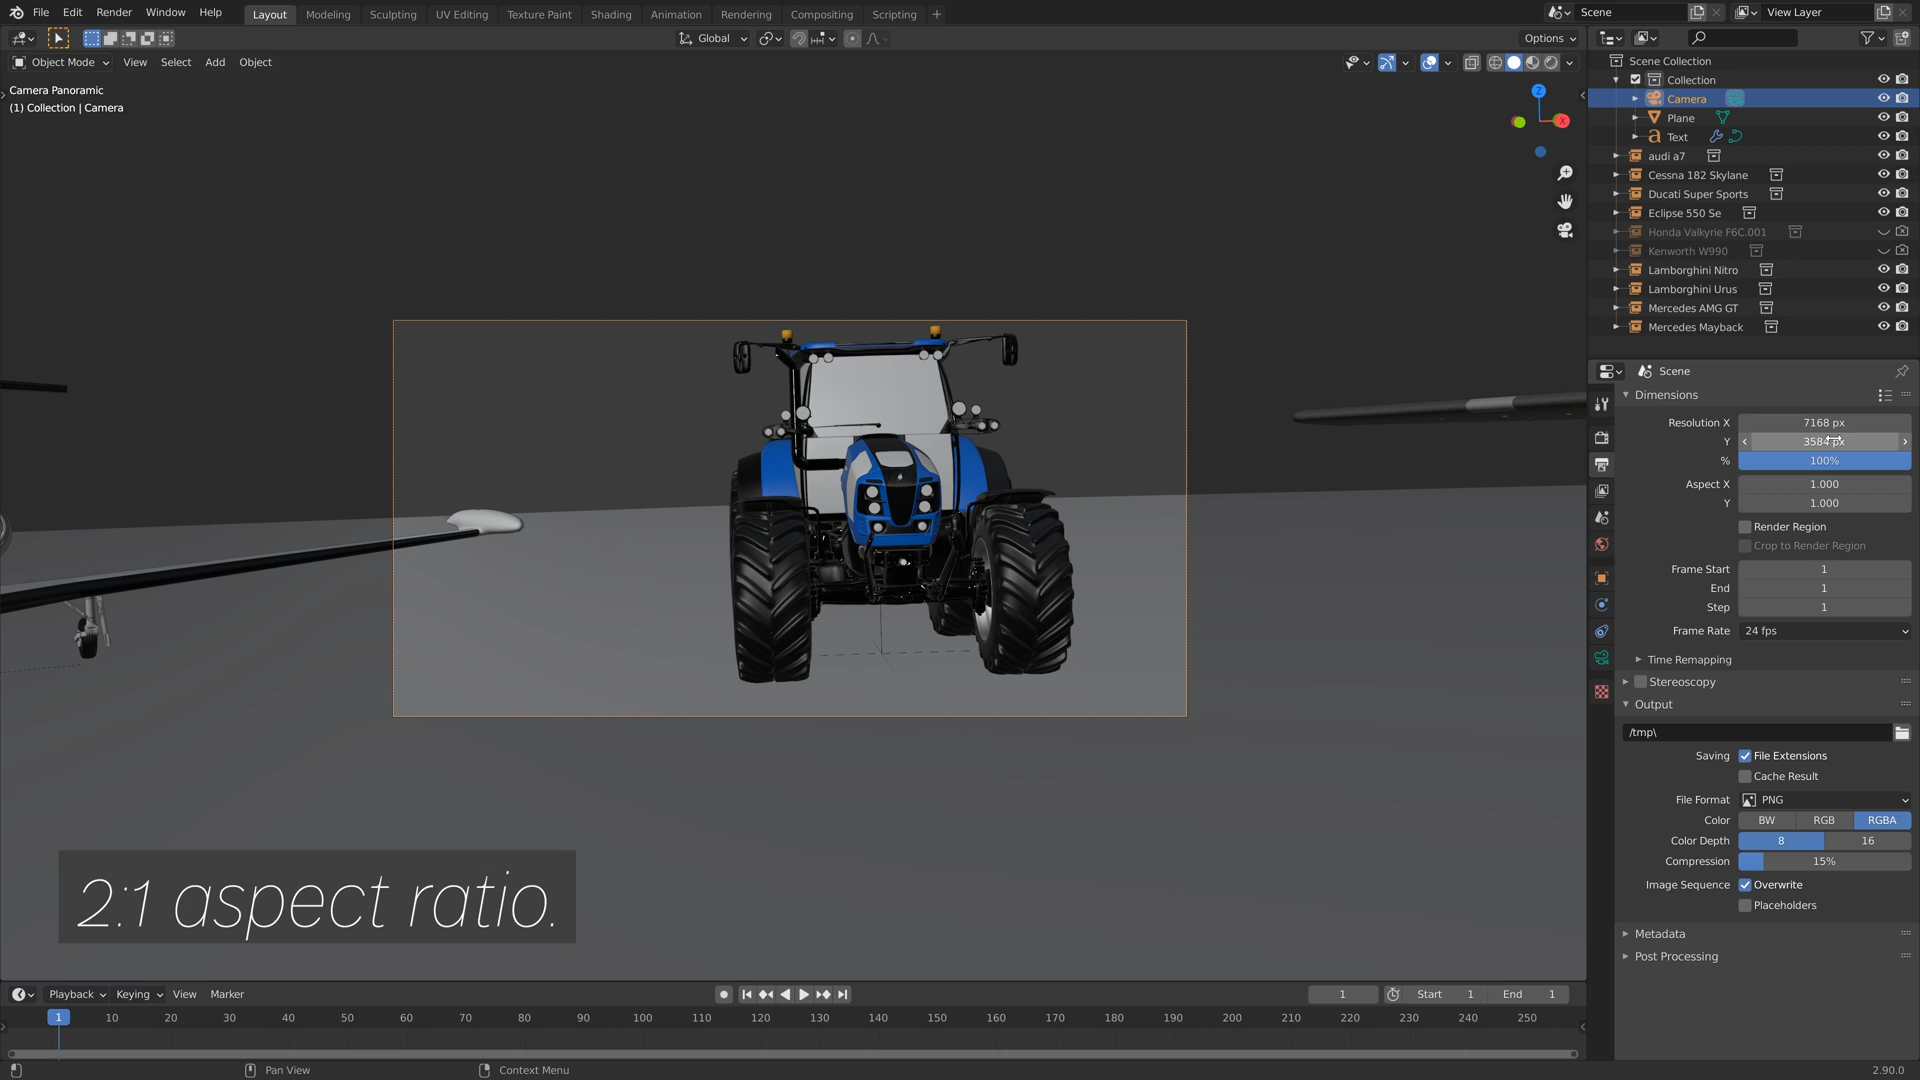 File Edit Render Window Help Layout Modeling Sculpting UV Editing Texture Paint Shading Animation Rendering Compositing Scripting + Scene View Layer
Global Options
Object Mode View Select Add Object
Camera Panoramic
(1) Collection | Camera
Z
X
Scene Collection
Collection
Camera
Plane
Text
audi a7
Cessna 182 Skylane
Ducati Super Sports
Eclipse 550 Se
Honda Valkyrie F6C.001
Kenworth W990
Lamborghini Nitro
Lamborghini Urus
Mercedes AMG GT
Mercedes Mayback
Scene
Dimensions
Resolution X 7168 px
Y 3584 px
% 100%
Aspect X 1.000
Y 1.000
Render Region
Crop to Render Region
Frame Start 1
End 1
Step 1
Frame Rate 24 fps
Time Remapping
Stereoscopy
Output
/tmp\
Saving File Extensions
Cache Result
File Format PNG
Color BW RGB RGBA
Color Depth 8 16
Compression 15%
Image Sequence Overwrite
Placeholders
Metadata
Post Processing
2:1 aspect ratio.
Playback Keying View Marker 1 Start 1 End 1
1 10 20 30 40 50 60 70 80 90 100 110 120 130 140 150 160 170 180 190 200 210 220 230 240 250
Pan View Context Menu 2.90.0